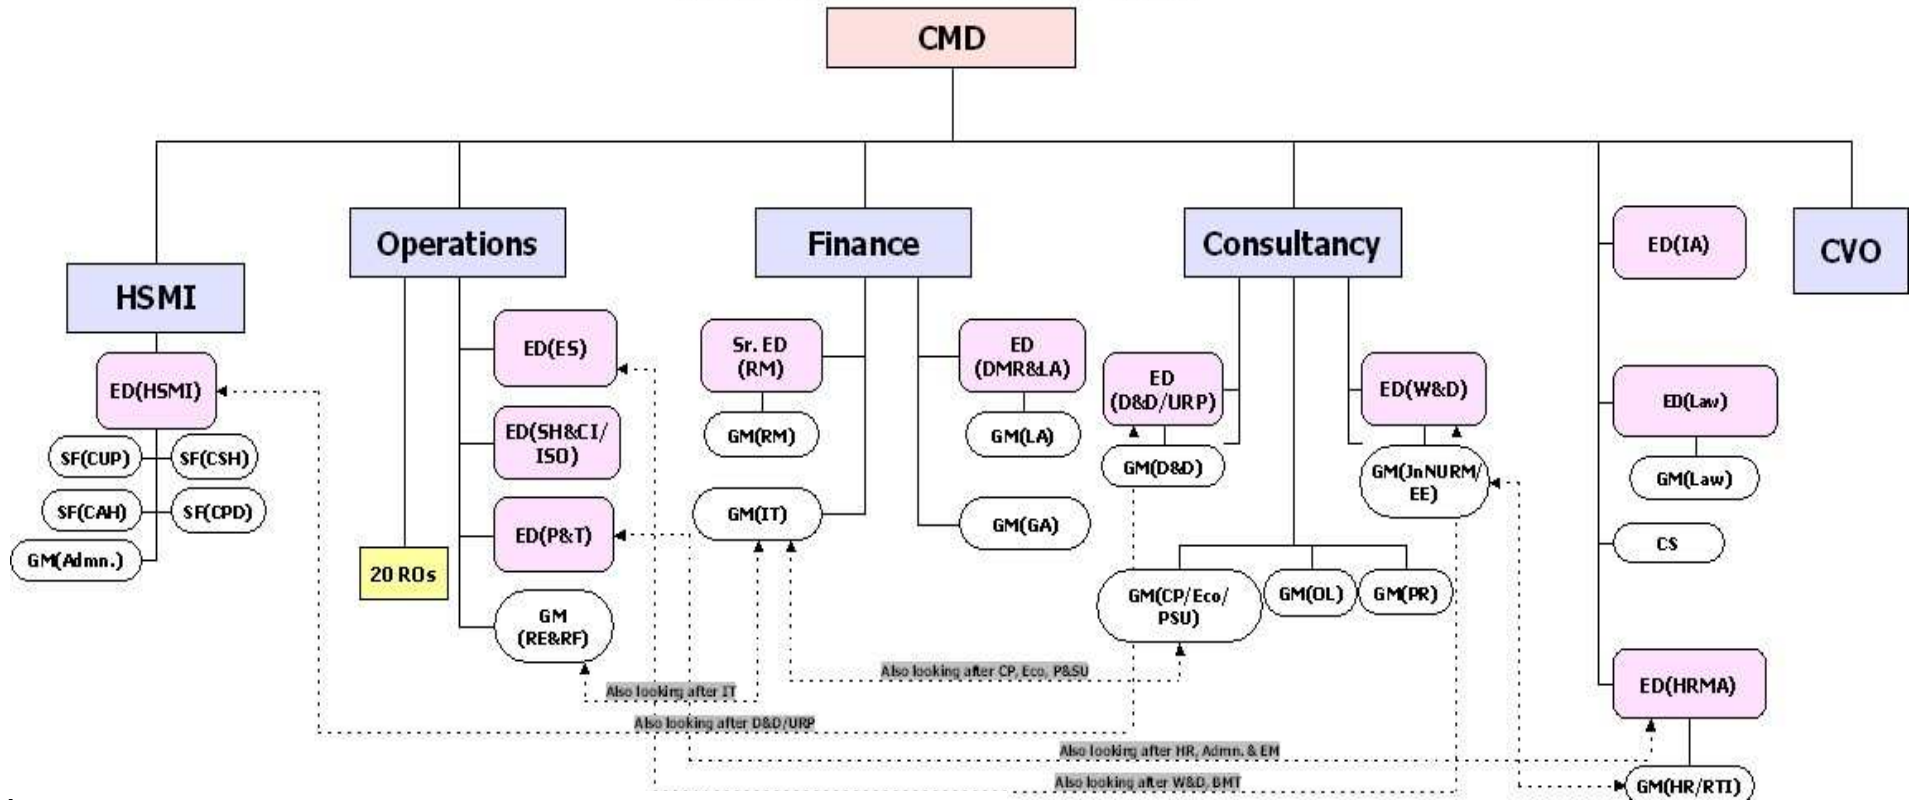 CMD
HSMI
Operations
Finance
Consultancy
CVO
ED(HSMI)
SF(CUP)
SF(CSH)
SF(CAH)
SF(CPD)
GM(Admn.)
20 ROs
ED(ES)
ED(SH&CI/
ISO)
ED(P&T)
GM
(RE&RF)
Sr. ED
(RM)
GM(RM)
GM(IT)
ED
(DMR&LA)
GM(LA)
GM(GA)
ED
(D&D/URP)
GM(D&D)
ED(W&D)
GM(JnNURM/
EE)
GM(CP/Eco/
PSU)
GM(OL)
GM(PR)
ED(IA)
ED(Law)
GM(Law)
CS
ED(HRMA)
GM(HR/RTI)
Also looking after CP, Eco, P&SU
Also looking after IT
Also looking after D&D/URP
Also looking after HR, Admn. & EM
Also looking after W&D, BMT